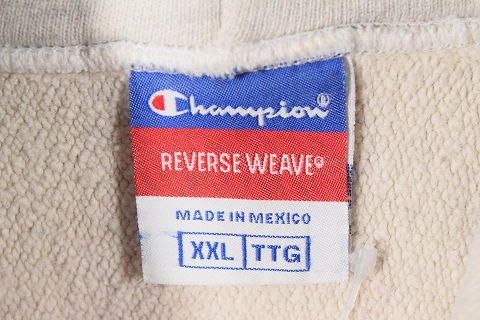 Champion®
REVERSE WEAVE®
MADE IN MEXICO
XXL TTG